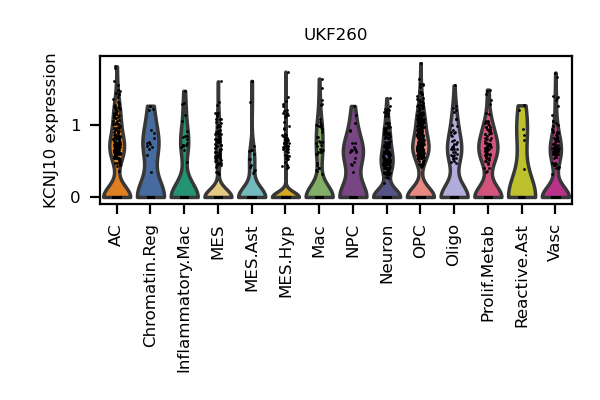 UKF260
KCNJ10 expression
1
0
AC
Chromatin.Reg
Inflammatory.Mac
MES
MES.Ast
MES.Hyp
Mac
NPC
Neuron
OPC
Oligo
Prolif.Metab
Reactive.Ast
Vasc